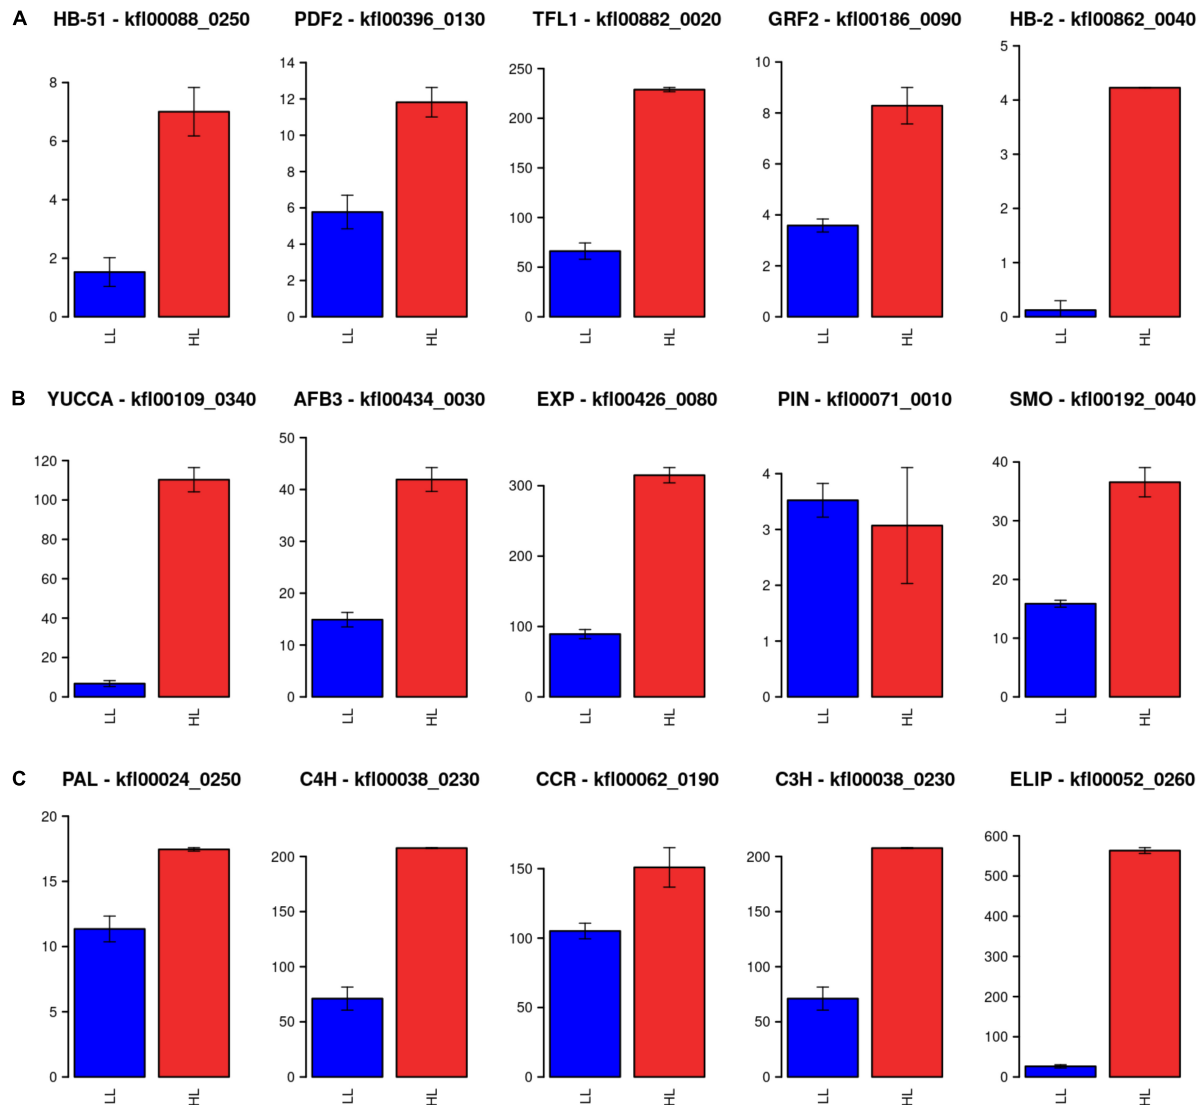 A HB-51 - kfl00088_0250 PDF2 - kfl00396_0130 TFL1 - kfl00882_0020 GRF2 - kfl00186_0090 HB-2 - kfl00862_0040
0 2 4 6 8
LL HL
0 2 4 6 8 10 12 14
LL HL
0 50 100 150 200 250
LL HL
0 2 4 6 8 10
LL HL
0 1 2 3 4 5
LL HL
B YUCCA - kfl00109_0340 AFB3 - kfl00434_0030 EXP - kfl00426_0080 PIN - kfl00071_0010 SMO - kfl00192_0040
0 20 40 60 80 100 120
LL HL
0 10 20 30 40 50
LL HL
0 100 200 300
LL HL
0 1 2 3 4
LL HL
0 10 20 30 40
LL HL
C PAL - kfl00024_0250 C4H - kfl00038_0230 CCR - kfl00062_0190 C3H - kfl00038_0230 ELIP - kfl00052_0260
0 5 10 15 20
LL HL
0 50 100 150 200
LL HL
0 50 100 150
LL HL
0 50 100 150 200
LL HL
0 100 200 300 400 500 600
LL HL